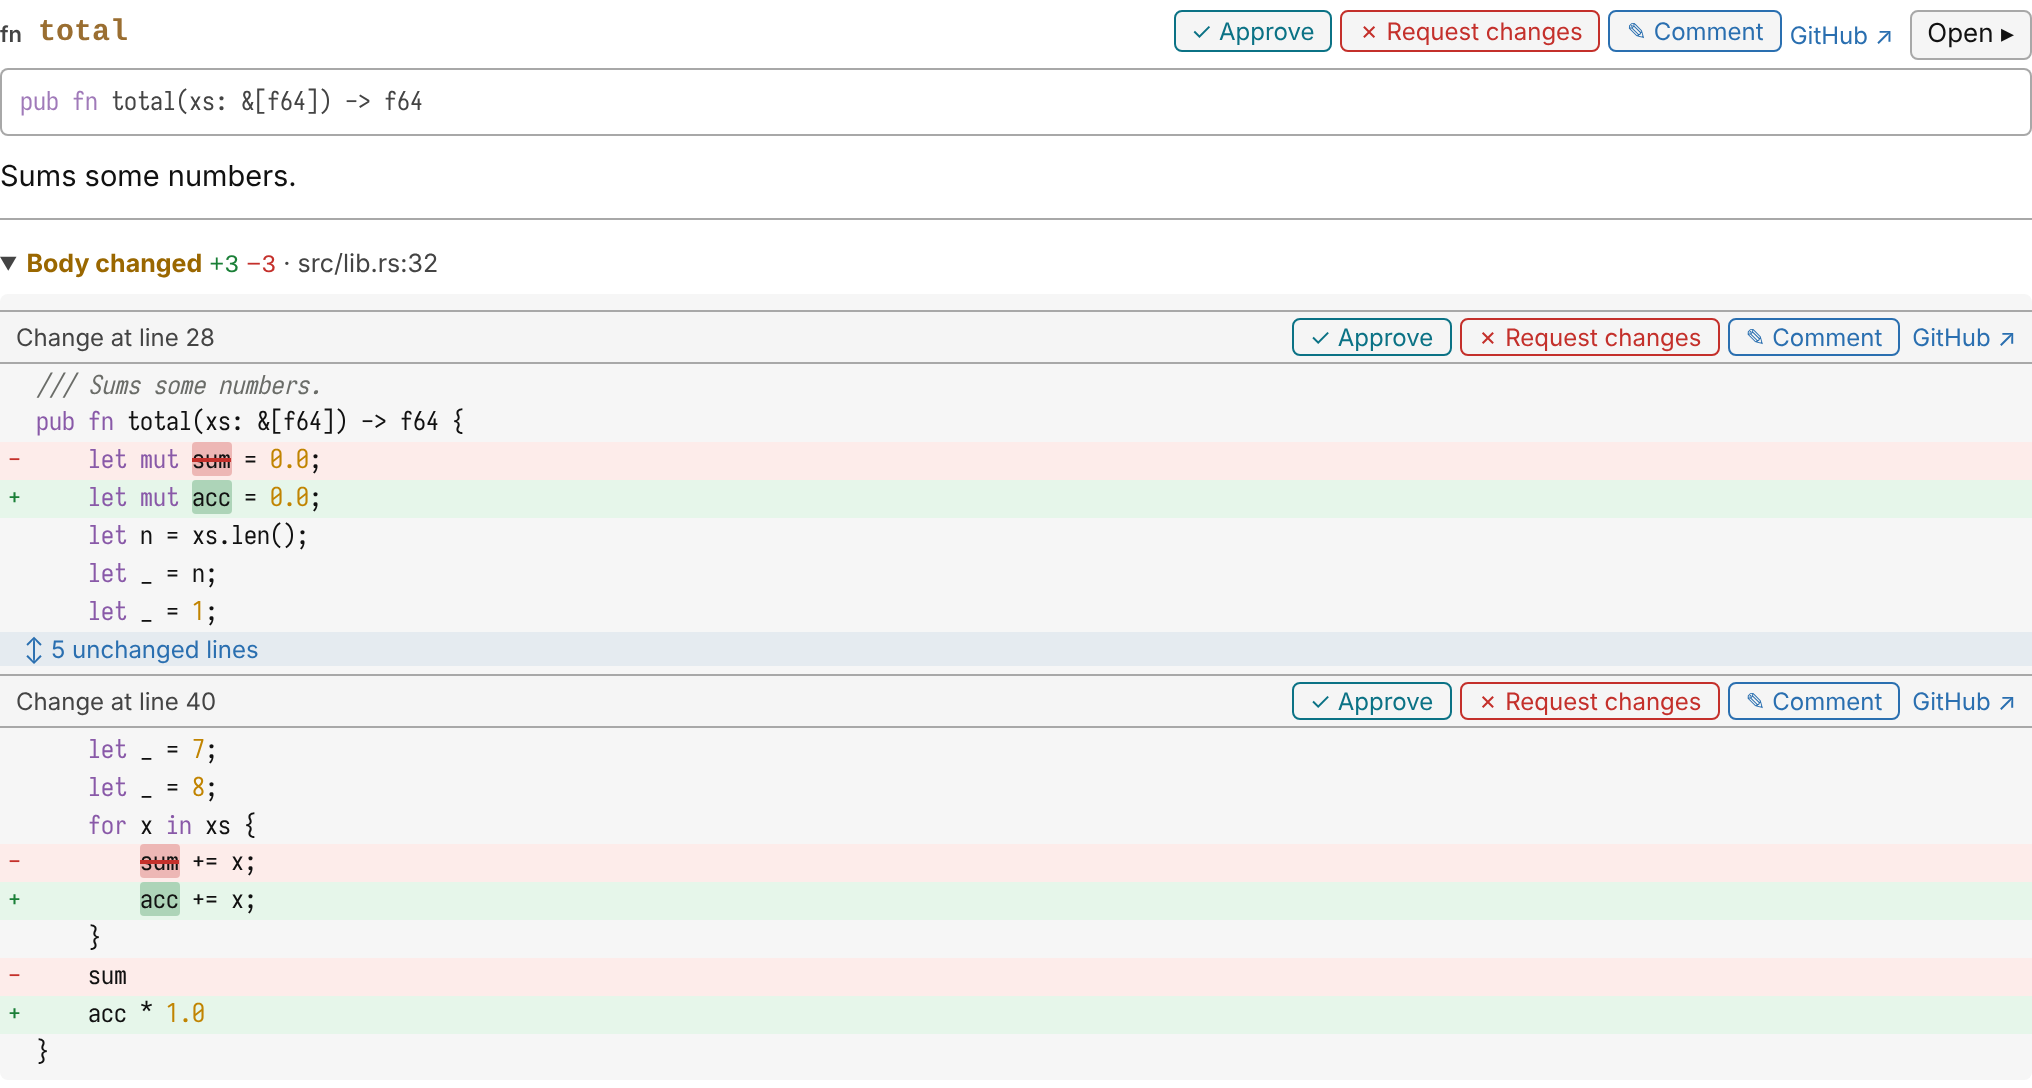 fn total ✓ Approve × Request changes ✎ Comment GitHub ↗ Open ▸
pub fn total(xs: &[f64]) -> f64
Sums some numbers.
▼ Body changed +3 −3 · src/lib.rs:32
Change at line 28 ✓ Approve × Request changes ✎ Comment GitHub ↗
/// Sums some numbers.
pub fn total(xs: &[f64]) -> f64 {
−     let mut sum = 0.0;
+     let mut acc = 0.0;
    let n = xs.len();
    let _ = n;
    let _ = 1;
↕ 5 unchanged lines
Change at line 40 ✓ Approve × Request changes ✎ Comment GitHub ↗
    let _ = 7;
    let _ = 8;
    for x in xs {
−         sum += x;
+         acc += x;
    }
−     sum
+     acc * 1.0
}